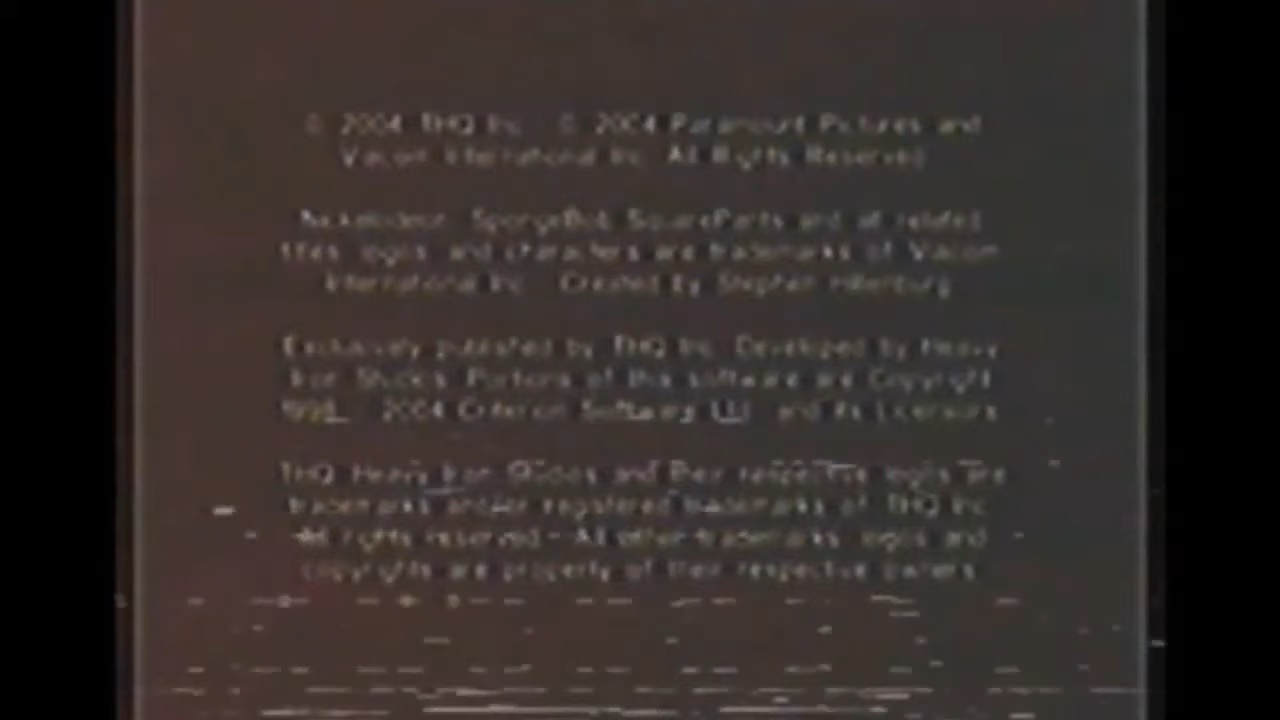 © 2004 THQ Inc. © 2004 Paramount Pictures and
Viacom International Inc. All Rights Reserved.
Nickelodeon, SpongeBob SquarePants and all related
titles, logos and characters are trademarks of Viacom
International Inc. Created by Stephen Hillenburg.
Exclusively published by THQ Inc. Developed by Heavy
Iron Studios. Portions of this software are Copyright
1998 - 2004 Criterion Software Ltd. and its Licensors.
THQ, Heavy Iron Studios and their respective logos are
trademarks and/or registered trademarks of THQ Inc.
All rights reserved. All other trademarks, logos and
copyrights are property of their respective owners.